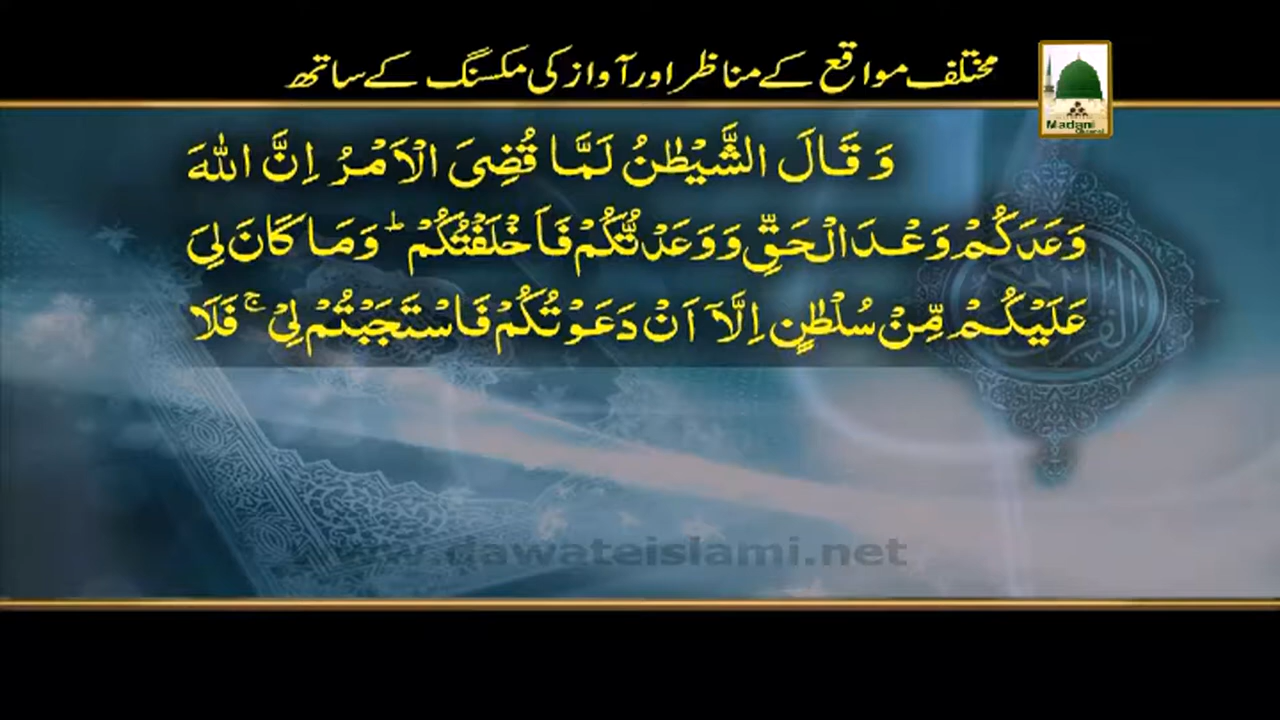 مختلف مواقع کے مناظر اور آواز کی مکسنگ کے ساتھ
Madani
Channel
وَ قَالَ الشَّیْطٰنُ لَمَّا قُضِیَ الْاَمْرُ اِنَّ اللّٰهَ
وَعَدَكُمْ وَعْدَ الْحَقِّ وَ وَعَدْتُّكُمْ فَاَخْلَفْتُكُمْ ؕ وَ مَا كَانَ لِیَ
عَلَیْكُمْ مِّنْ سُلْطٰنٍ اِلَّاۤ اَنْ دَعَوْتُكُمْ فَاسْتَجَبْتُمْ لِیْ ۚ فَلَا
www.dawateislami.net